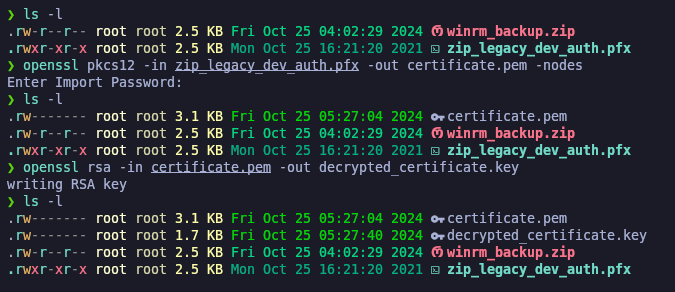 ❯ ls -l
.rw-r--r-- root root 2.5 KB Fri Oct 25 04:02:29 2024 winrm_backup.zip
.rwxr-xr-x root root 2.5 KB Mon Oct 25 16:21:20 2021 zip_legacy_dev_auth.pfx
❯ openssl pkcs12 -in zip_legacy_dev_auth.pfx -out certificate.pem -nodes
Enter Import Password:
❯ ls -l
.rw------- root root 3.1 KB Fri Oct 25 05:27:04 2024 certificate.pem
.rw-r--r-- root root 2.5 KB Fri Oct 25 04:02:29 2024 winrm_backup.zip
.rwxr-xr-x root root 2.5 KB Mon Oct 25 16:21:20 2021 zip_legacy_dev_auth.pfx
❯ openssl rsa -in certificate.pem -out decrypted_certificate.key
writing RSA key
❯ ls -l
.rw------- root root 3.1 KB Fri Oct 25 05:27:04 2024 certificate.pem
.rw------- root root 1.7 KB Fri Oct 25 05:27:40 2024 decrypted_certificate.key
.rw-r--r-- root root 2.5 KB Fri Oct 25 04:02:29 2024 winrm_backup.zip
.rwxr-xr-x root root 2.5 KB Mon Oct 25 16:21:20 2021 zip_legacy_dev_auth.pfx